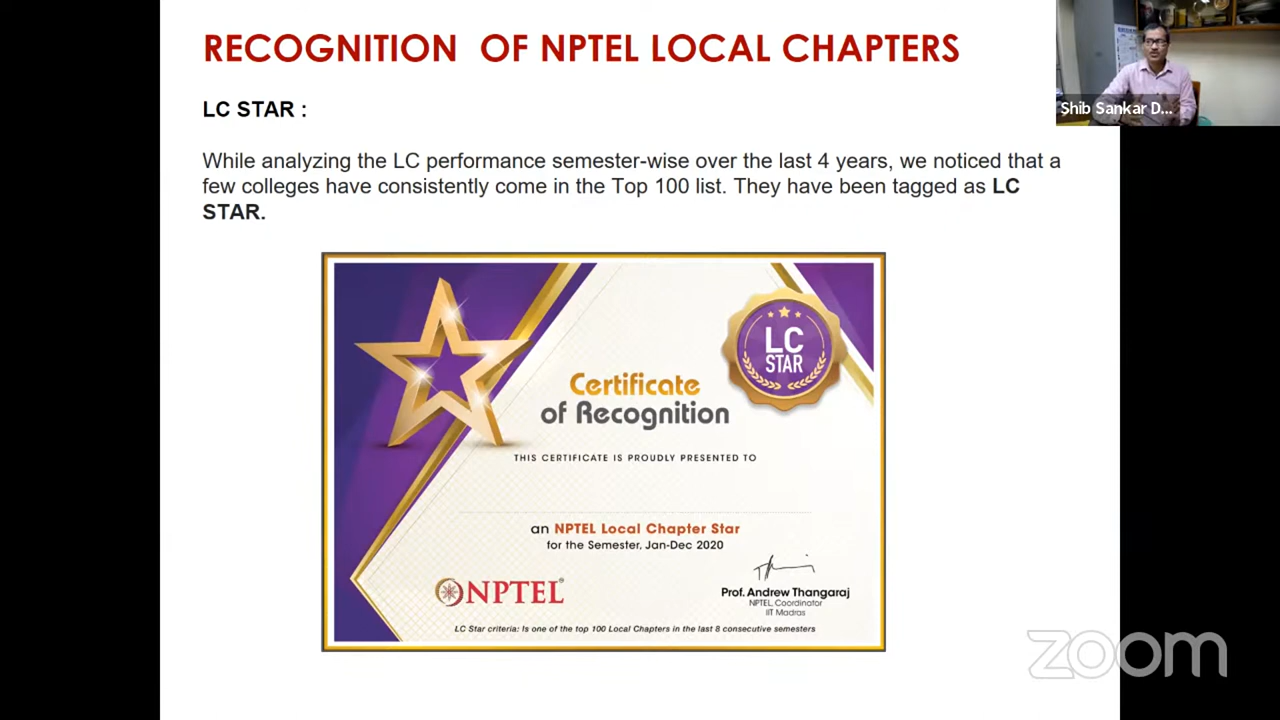 RECOGNITION OF NPTEL LOCAL CHAPTERS
Shib Sankar D...
LC STAR :
While analyzing the LC performance semester-wise over the last 4 years, we noticed that a
few colleges have consistently come in the Top 100 list. They have been tagged as LC
STAR.
LC
STAR
Certificate
of Recognition
THIS CERTIFICATE IS PROUDLY PRESENTED TO
an NPTEL Local Chapter Star
for the Semester, Jan-Dec 2020
NPTEL®
Prof. Andrew Thangaraj
NPTEL, Coordinator
IIT Madras
LC Star criteria: Is one of the top 100 Local Chapters in the last 8 consecutive semesters
zoom